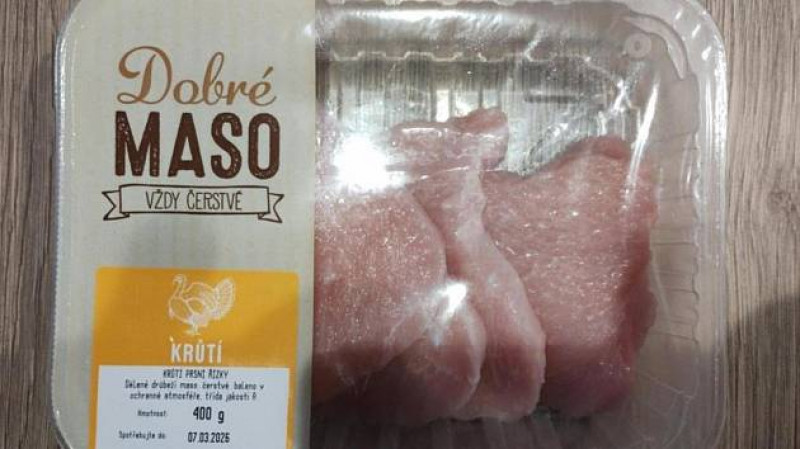 Dobré
MASO
VŽDY ČERSTVÉ
KRŮTÍ
KRŮTÍ PRSNÍ ŘÍZKY
Dělené drůbeží maso, čerstvé, baleno v
ochranné atmosféře, třída jakosti A
Hmotnost: 400 g
Spotřebujte do: 07.03.2026